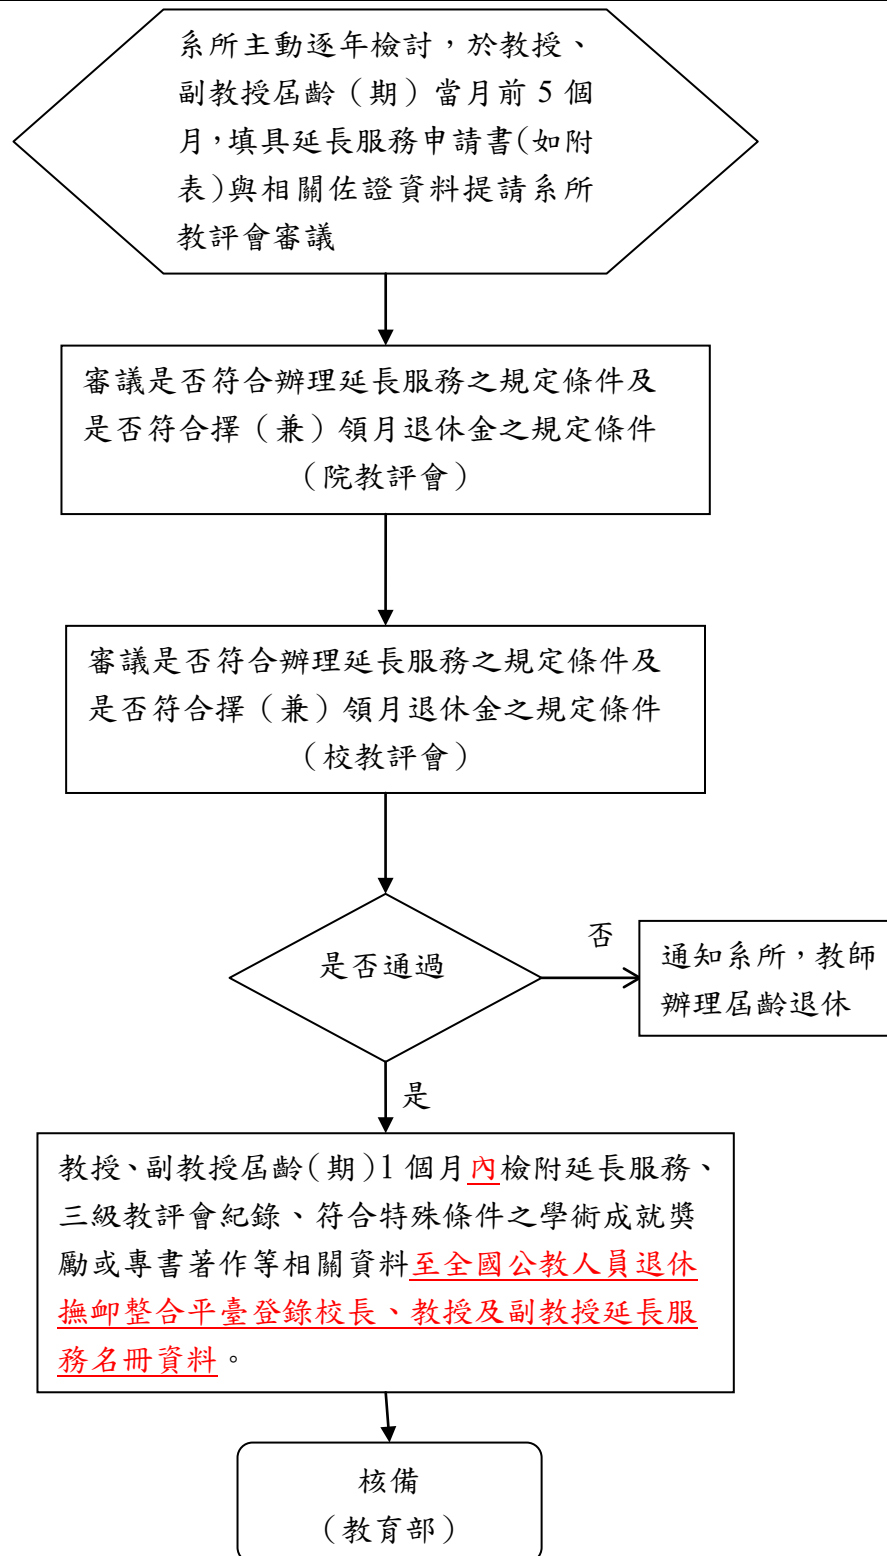 系所主動逐年檢討，於教授、
副教授屆齡（期）當月前 5 個
月，填具延長服務申請書(如附
表)與相關佐證資料提請系所
教評會審議
審議是否符合辦理延長服務之規定條件及
是否符合擇（兼）領月退休金之規定條件
（院教評會）
審議是否符合辦理延長服務之規定條件及
是否符合擇（兼）領月退休金之規定條件
（校教評會）
是否通過
否
通知系所，教師
辦理屆齡退休
是
教授、副教授屆齡(期)1 個月內檢附延長服務、
三級教評會紀錄、符合特殊條件之學術成就獎
勵或專書著作等相關資料至全國公教人員退休
撫卹整合平臺登錄校長、教授及副教授延長服
務名冊資料。
核備
（教育部）